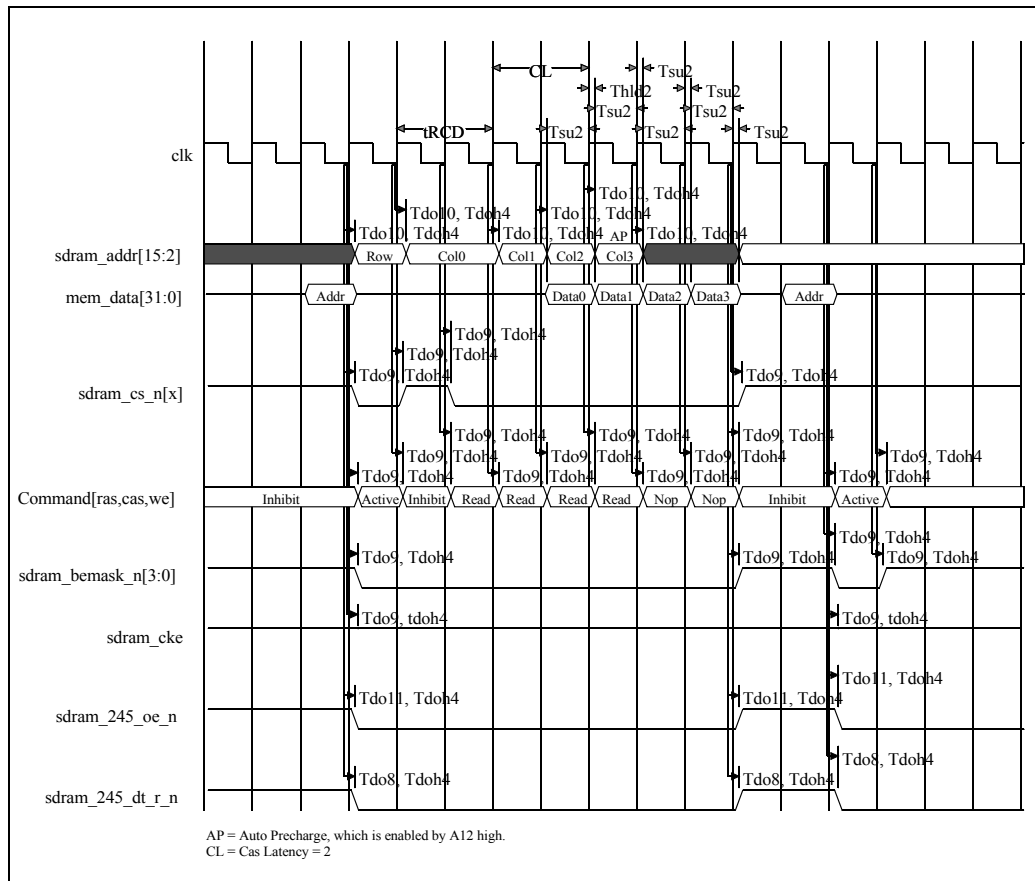 CL
Tsu2
Thld2
Tsu2
Tsu2
Tsu2
tRCD
Tsu2
Tsu2
Tsu2
clk
Tdo10, Tdoh4
Tdo10, Tdoh4
Tdo10, Tdoh4
Tdo10, Tdoh4
Tdo10, Tdoh4
Tdo10, Tdoh4
Tdo10, Tdoh4
AP
sdram_addr[15:2]
Row
Col0
Col1
Col2
Col3
mem_data[31:0]
Addr
Data0
Data1
Data2
Data3
Addr
Tdo9, Tdoh4
Tdo9, Tdoh4
Tdo9, Tdoh4
Tdo9, Tdoh4
sdram_cs_n[x]
Tdo9, Tdoh4
Tdo9, Tdoh4
Tdo9, Tdoh4
Tdo9, Tdoh4
Tdo9, Tdoh4
Tdo9, Tdoh4
Tdo9, Tdoh4
Tdo9, Tdoh4
Tdo9, Tdoh4
Tdo9, Tdoh4
Tdo9, Tdoh4
Command[ras,cas,we]
Inhibit
Active
Inhibit
Read
Read
Read
Read
Nop
Nop
Inhibit
Active
Tdo9, Tdoh4
Tdo9, Tdoh4
Tdo9, Tdoh4
Tdo9, Tdoh4
sdram_bemask_n[3:0]
Tdo9, tdoh4
Tdo9, tdoh4
sdram_cke
Tdo11, Tdoh4
Tdo11, Tdoh4
Tdo11, Tdoh4
sdram_245_oe_n
Tdo8, Tdoh4
Tdo8, Tdoh4
Tdo8, Tdoh4
sdram_245_dt_r_n
AP = Auto Precharge, which is enabled by A12 high.
CL = Cas Latency = 2